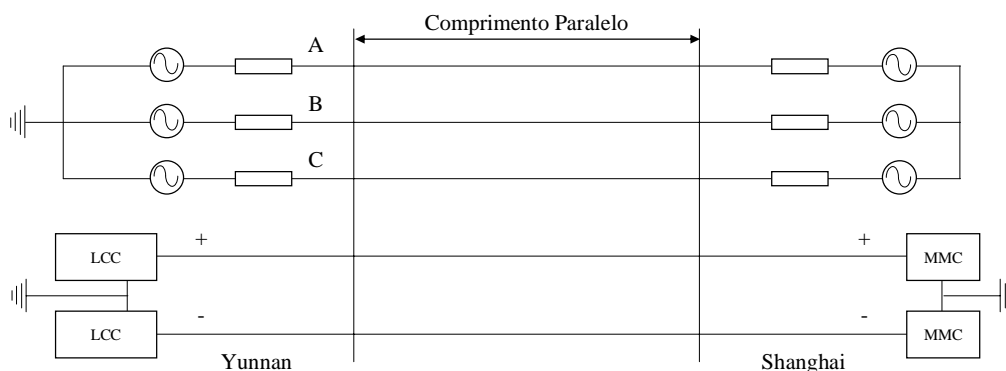 Comprimento Paralelo
A
B
C
+ +
LCC MMC
LCC MMC
- -
Yunnan Shanghai